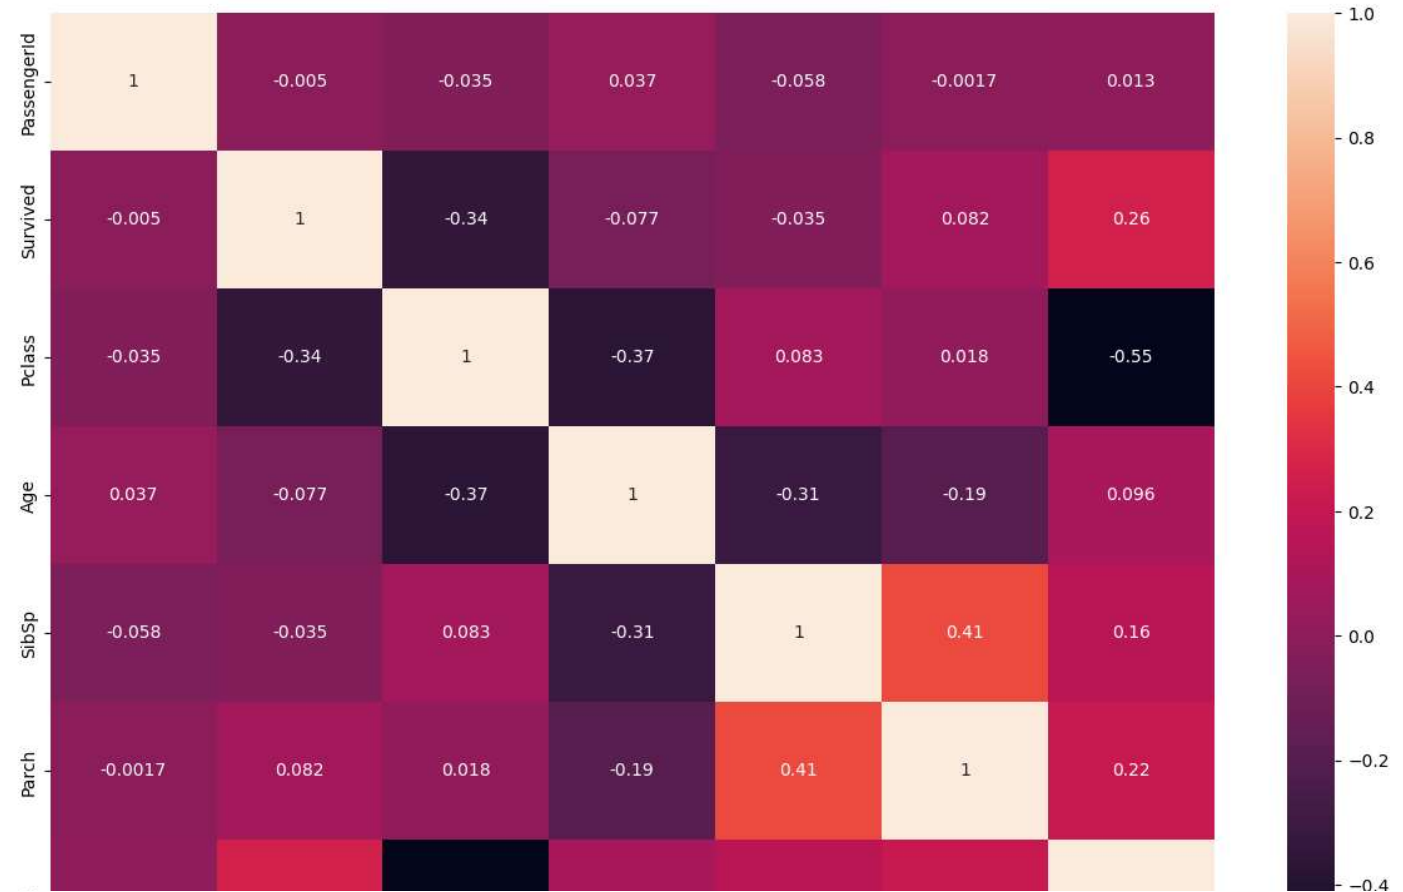 PassengerId 1 -0.005 -0.035 0.037 -0.058 -0.0017 0.013
Survived -0.005 1 -0.34 -0.077 -0.035 0.082 0.26
Pclass -0.035 -0.34 1 -0.37 0.083 0.018 -0.55
Age 0.037 -0.077 -0.37 1 -0.31 -0.19 0.096
SibSp -0.058 -0.035 0.083 -0.31 1 0.41 0.16
Parch -0.0017 0.082 0.018 -0.19 0.41 1 0.22
1.0
0.8
0.6
0.4
0.2
0.0
−0.2
−0.4